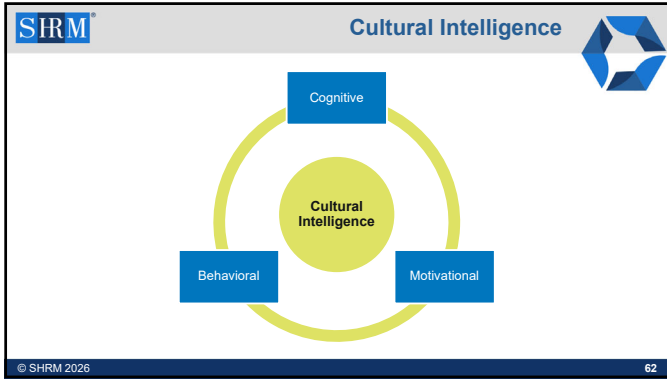 SHRM®
Cultural Intelligence
Cognitive
Cultural
Intelligence
Behavioral
Motivational
© SHRM 2026
62